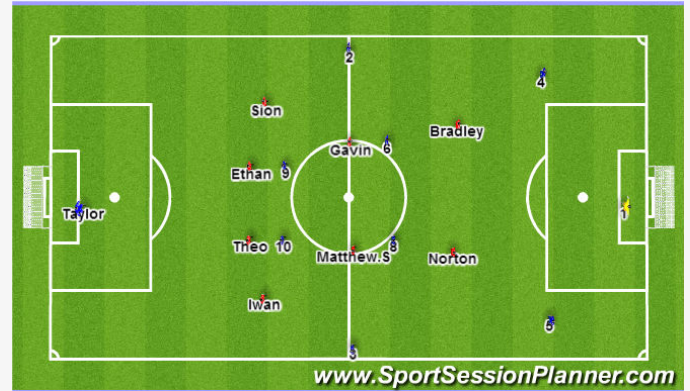 2
4
Sion
Bradley
Gavin
6
Ethan
9
Taylor
1
Theo
10
Matthew.S
8
Norton
Iwan
5
3
www.SportSessionPlanner.com